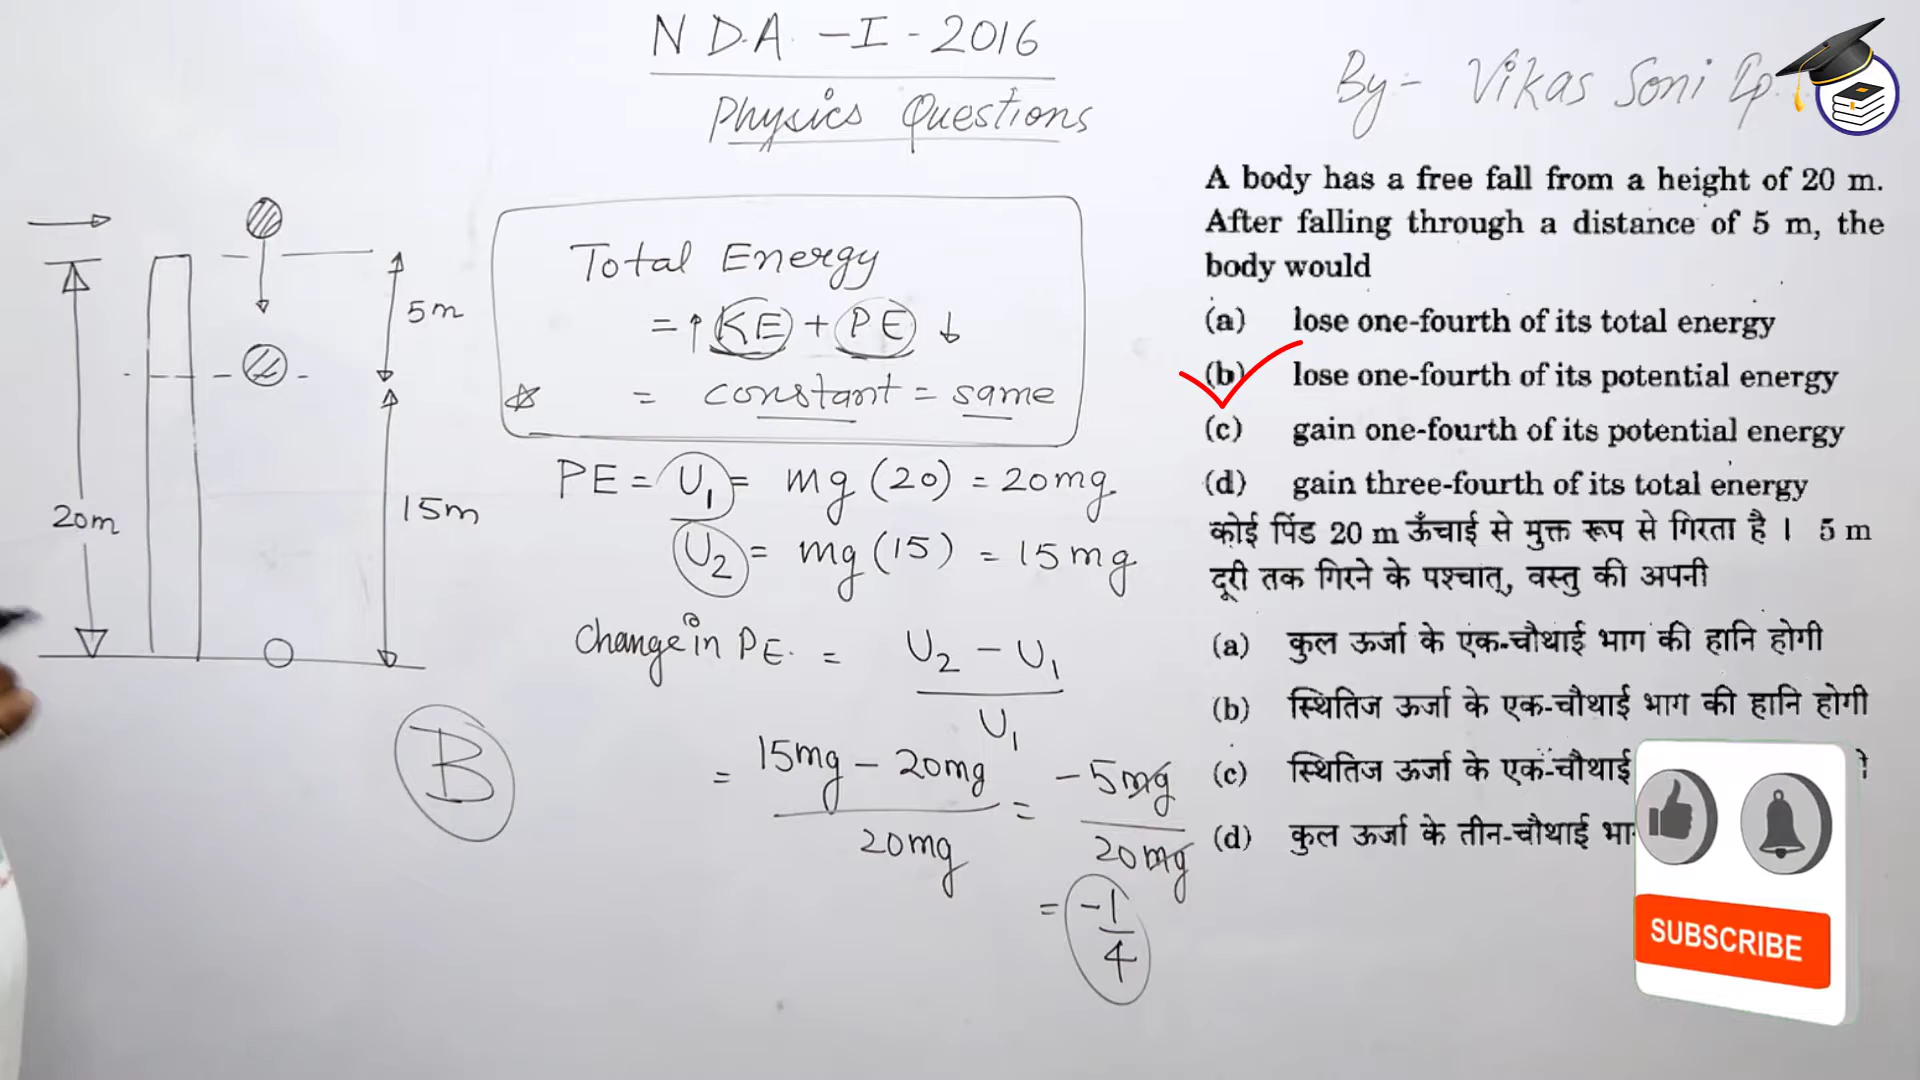 N D.A. -I- 2016
Physics Questions
By:- Vikas Soni
5m
20m
15m
Total Energy
= ↑ KE + PE ↓
☆ = constant = same
PE = U₁ = mg (20) = 20mg
U₂ = mg (15) = 15mg
Change in PE. = U₂ - U₁ / U₁
= 15mg - 20mg / 20mg = - 5mg / 20mg
= -1/4
B
A body has a free fall from a height of 20 m.
After falling through a distance of 5 m, the
body would
(a) lose one-fourth of its total energy
(b) lose one-fourth of its potential energy
(c) gain one-fourth of its potential energy
(d) gain three-fourth of its total energy
कोई पिंड 20 m ऊँचाई से मुक्त रूप से गिरता है । 5 m
दूरी तक गिरने के पश्चात्, वस्तु की अपनी
(a) कुल ऊर्जा के एक-चौथाई भाग की हानि होगी
(b) स्थितिज ऊर्जा के एक-चौथाई भाग की हानि होगी
(c) स्थितिज ऊर्जा के एक-चौथाई
(d) कुल ऊर्जा के तीन-चौथाई
SUBSCRIBE